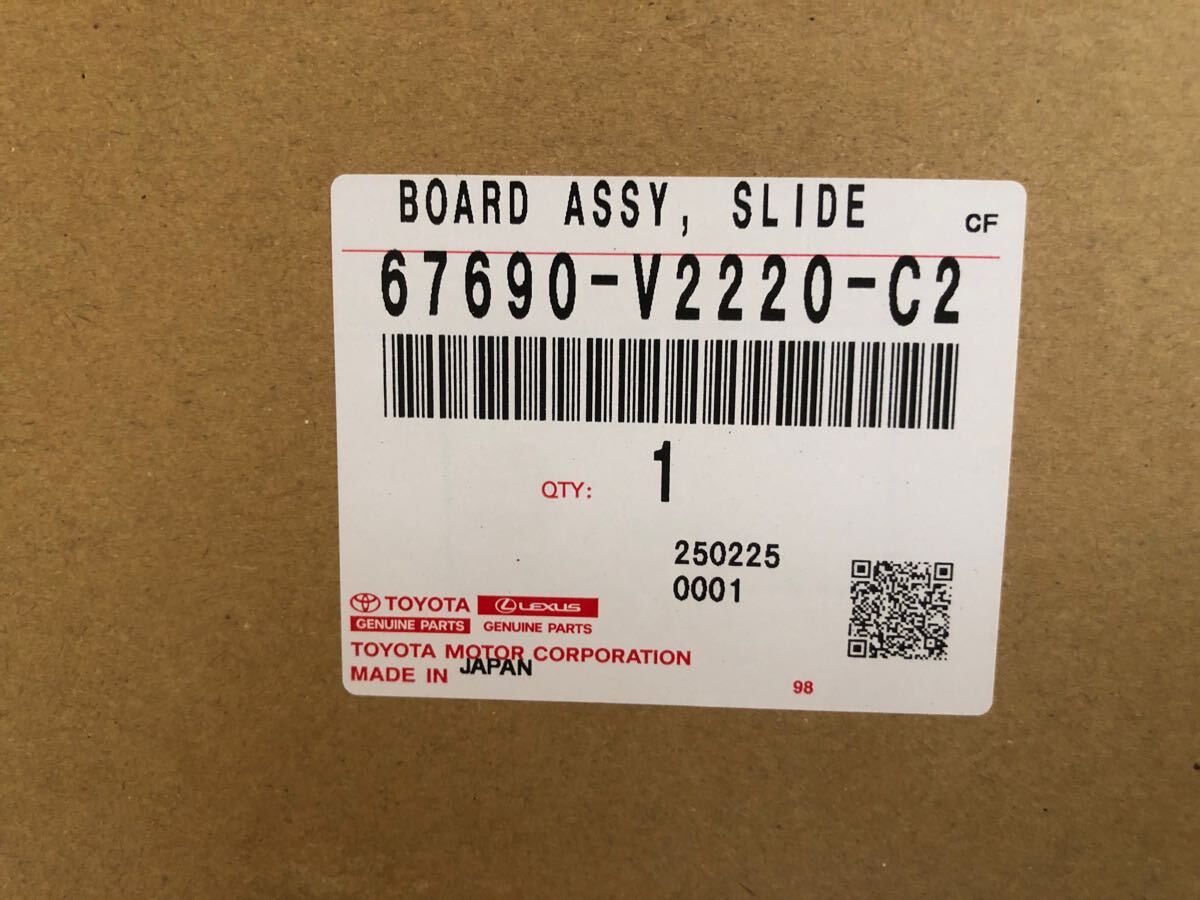 BOARD ASSY, SLIDE
CF
67690-V2220-C2
QTY: 1
250225
0001
TOYOTA LEXUS
GENUINE PARTS GENUINE PARTS
TOYOTA MOTOR CORPORATION
MADE IN JAPAN
98